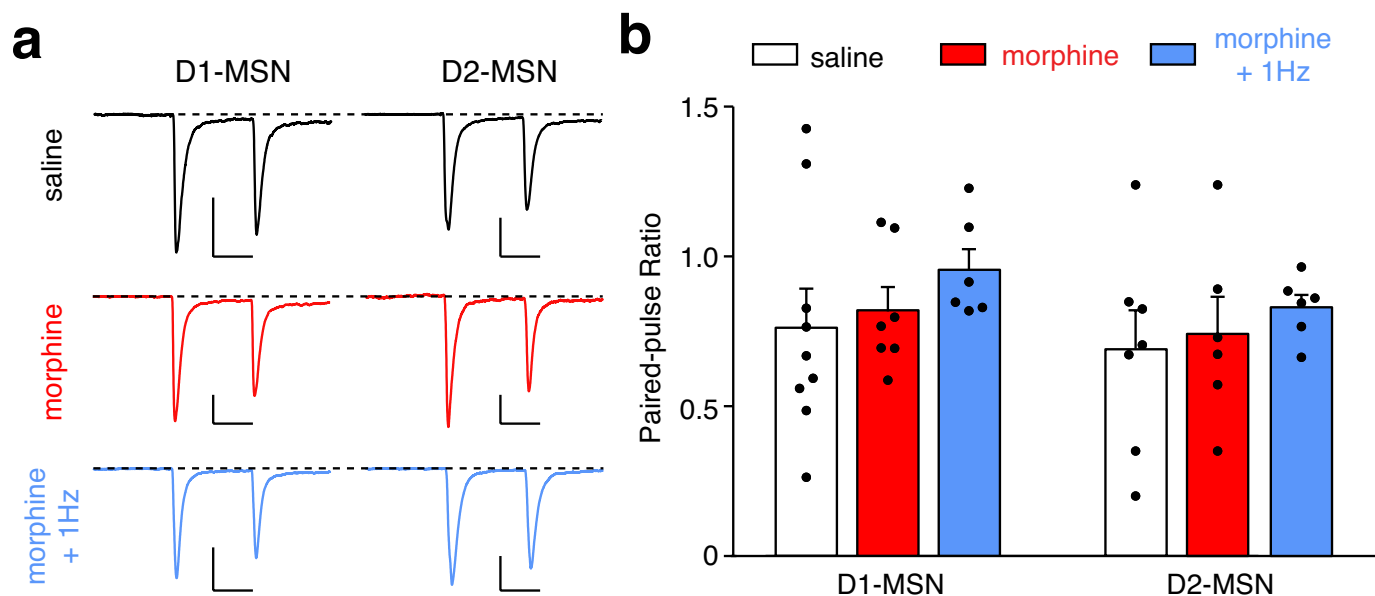 a
D1-MSN
D2-MSN
saline
morphine
morphine
+ 1Hz
b
saline
morphine
morphine
+ 1Hz
Paired-pulse Ratio
1.5
1.0
0.5
0
D1-MSN
D2-MSN